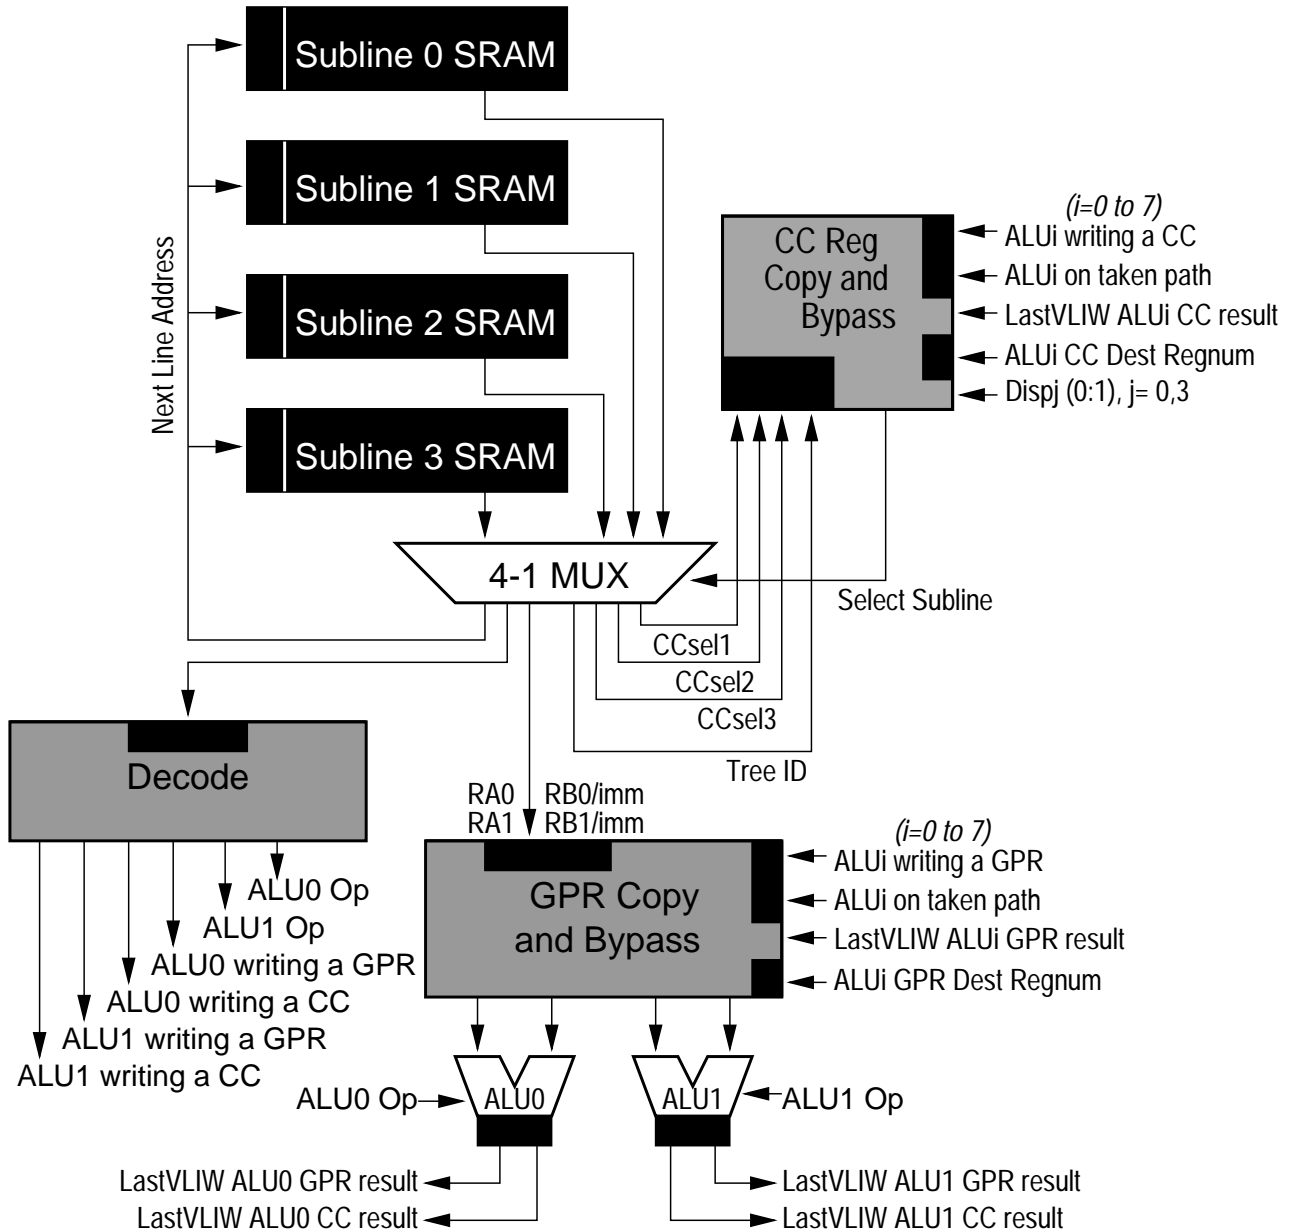 Subline 0 SRAM
Subline 1 SRAM
Subline 2 SRAM
Subline 3 SRAM
Next Line Address
CC Reg
Copy and
Bypass
(i=0 to 7)
ALUi writing a CC
ALUi on taken path
LastVLIW ALUi CC result
ALUi CC Dest Regnum
Dispj (0:1), j= 0,3
4-1 MUX
Select Subline
CCsel1
CCsel2
CCsel3
Tree ID
Decode
ALU0 Op
ALU1 Op
ALU0 writing a GPR
ALU0 writing a CC
ALU1 writing a GPR
ALU1 writing a CC
RA0 RB0/imm
RA1 RB1/imm
GPR Copy
and Bypass
(i=0 to 7)
ALUi writing a GPR
ALUi on taken path
LastVLIW ALUi GPR result
ALUi GPR Dest Regnum
ALU0 Op
ALU0
ALU1
ALU1 Op
LastVLIW ALU0 GPR result
LastVLIW ALU0 CC result
LastVLIW ALU1 GPR result
LastVLIW ALU1 CC result